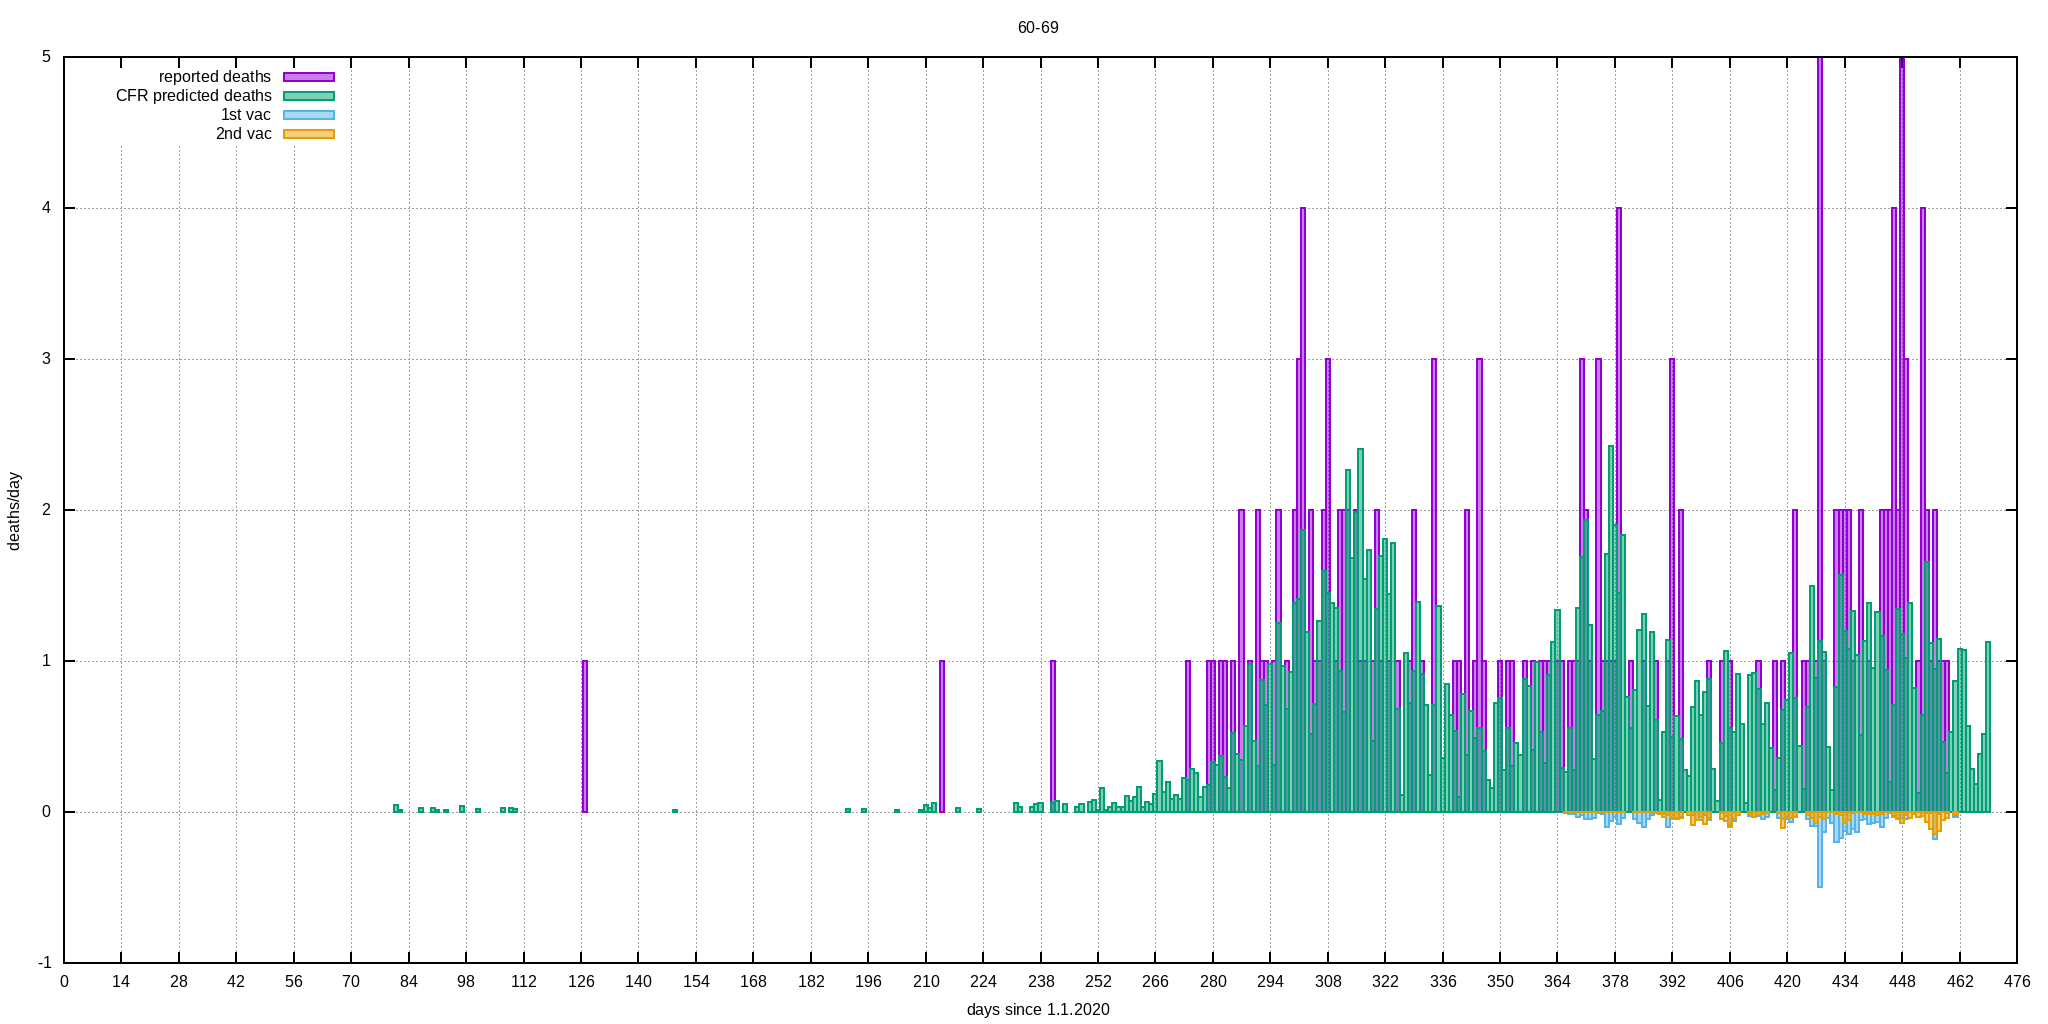 60-69
5
reported deaths
CFR predicted deaths
1st vac
2nd vac
4
3
deaths/day
2
1
0
-1
0 14 28 42 56 70 84 98 112 126 140 154 168 182 196 210 224 238 252 266 280 294 308 322 336 350 364 378 392 406 420 434 448 462 476
days since 1.1.2020